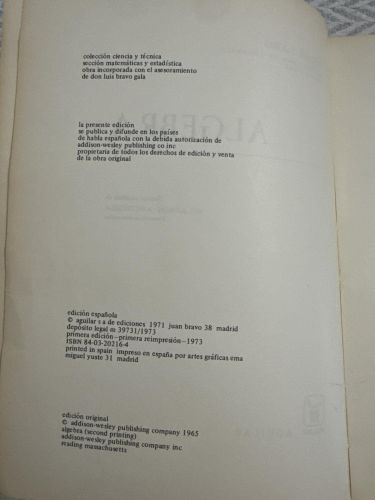 colección ciencia y técnica
sección matemáticas y estadística
obra incorporada con el asesoramiento
de don luis bravo gala
la presente edición
se publica y difunde en los países
de habla española con la debida autorización de
addison-wesley publishing co inc
propietaria de todos los derechos de edición y venta
de la obra original
edición española
© aguilar s a de ediciones 1971 juan bravo 38 madrid
depósito legal m 39731/1973
primera edición—primera reimpresión—1973
ISBN 84-03-20216-4
printed in spain impreso en españa por artes gráficas ema
miguel yuste 31 madrid
edición original
© addison-wesley publishing company 1965
algebra (second printing)
addison-wesley publishing company inc
reading massachusetts